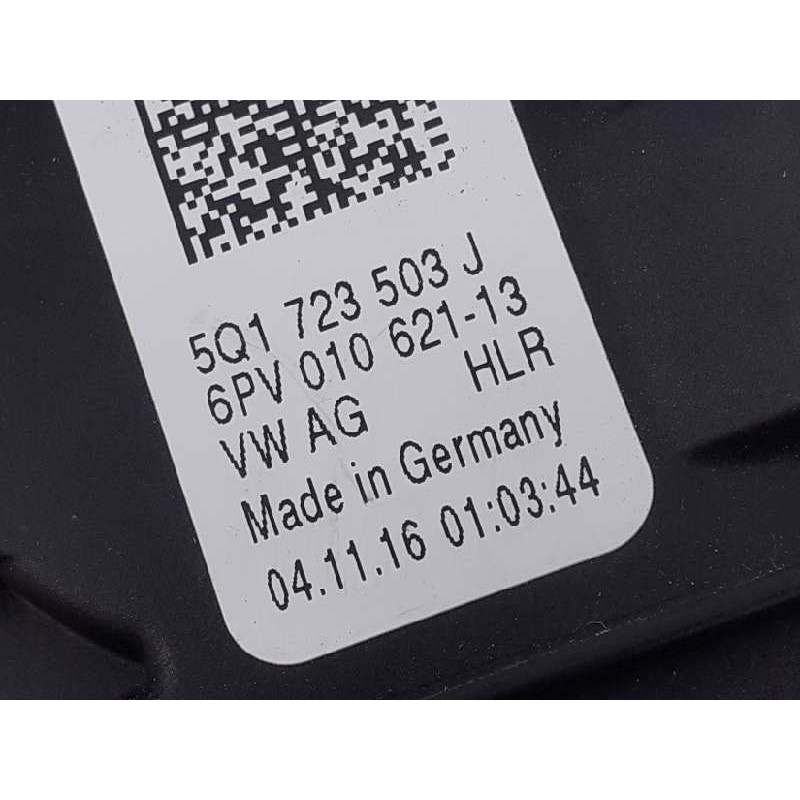 5Q1 723 503 J
6PV 010 621-13
VW AG HLR
Made in Germany
04.11.16 01:03:44